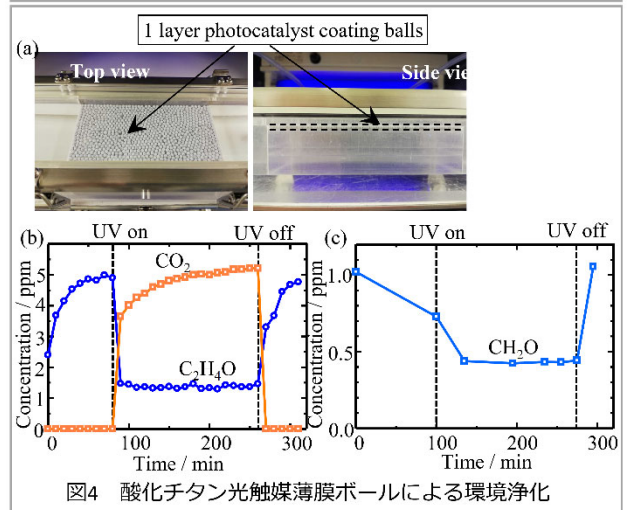 1 layer photocatalyst coating balls
(a)
Top view
Side vie
(b)
UV on
UV off
CO2
C2H4O
Concentration / ppm
6
5
4
3
2
1
0
0 100 200 300
Time / min
(c)
UV on
UV off
CH2O
Concentration / ppm
1.0
0.5
0.0
0 100 200 300
Time / min
図4 酸化チタン光触媒薄膜ボールによる環境浄化